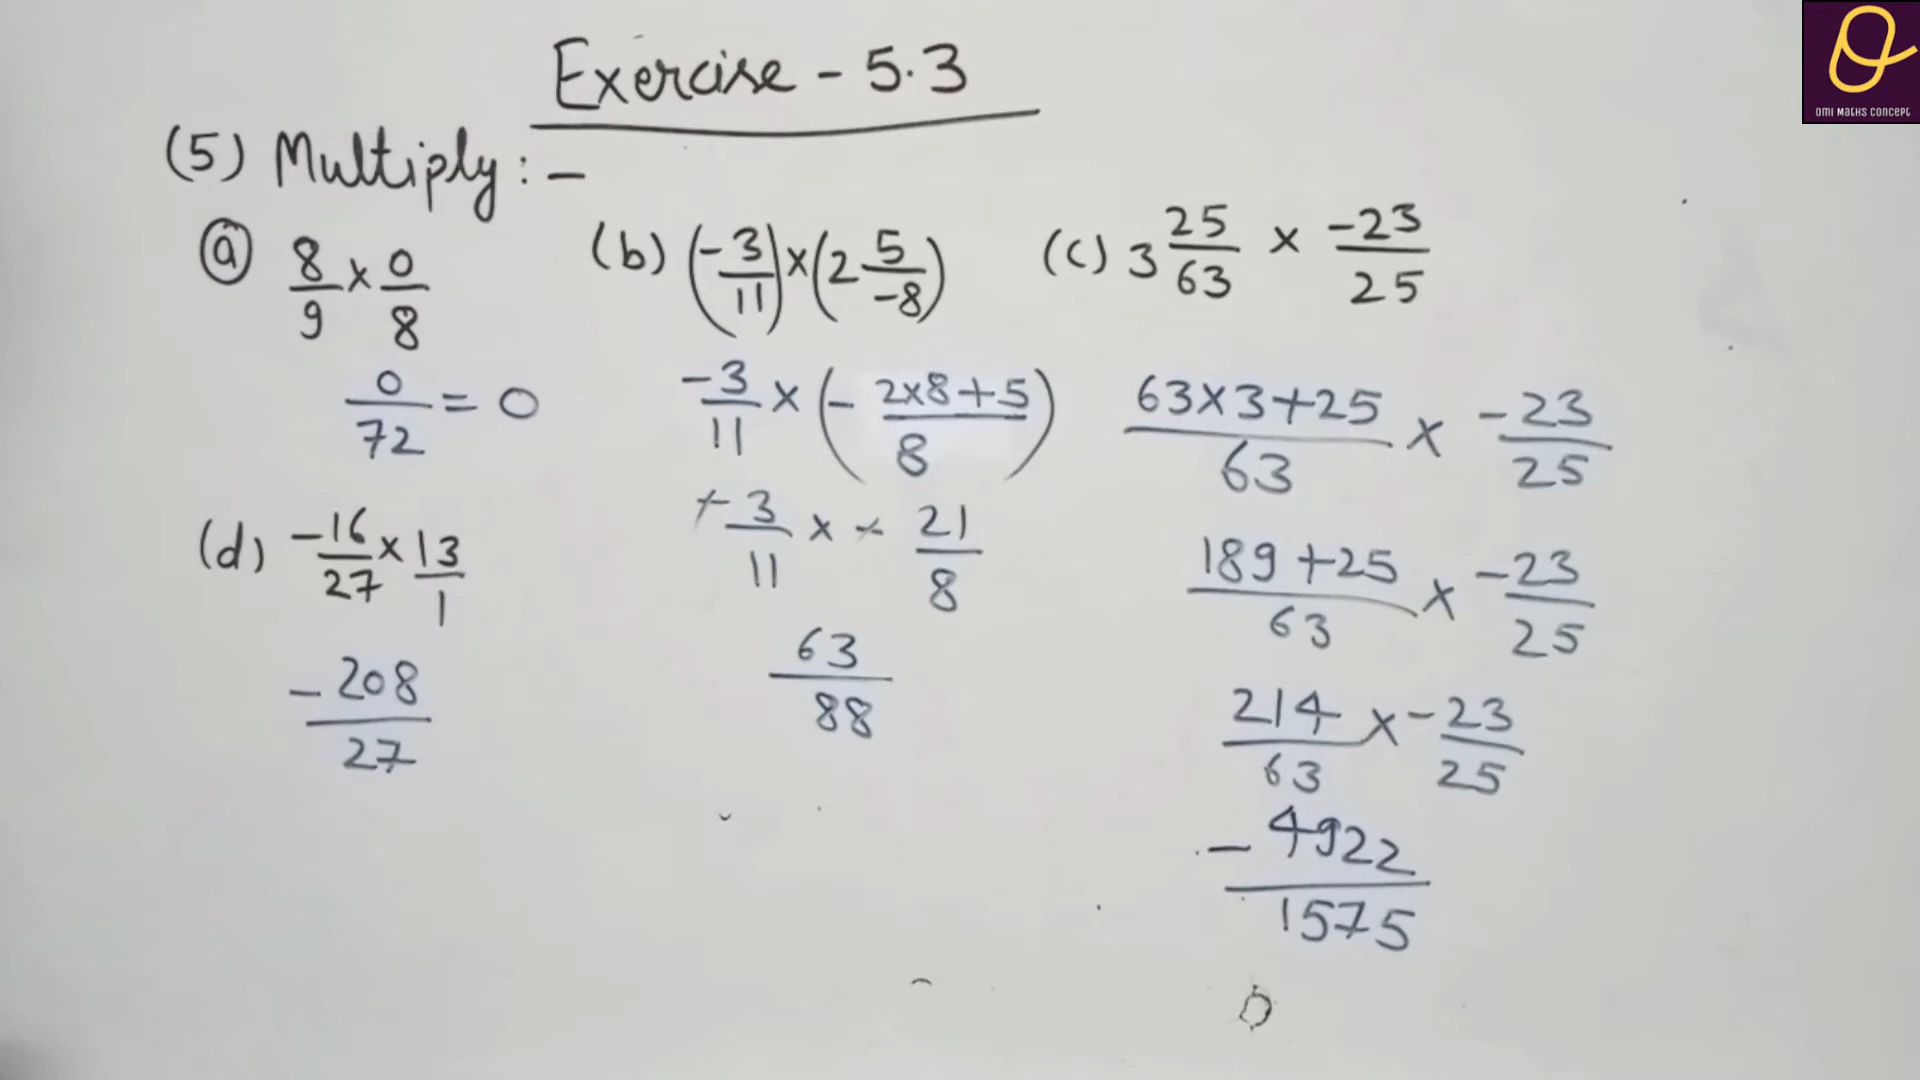 Exercise - 5.3
OMI MATHS CONCEPT
(5) Multiply :-
(a) 8/9 × 0/8
0/72 = 0
(b) (-3/11) × (2 5/-8)
-3/11 × (- 2×8+5/8)
-3/11 × - 21/8
63/88
(c) 3 25/63 × -23/25
63×3+25/63 × -23/25
189+25/63 × -23/25
214/63 × -23/25
-4922/1575
(d) -16/27 × 13/1
-208/27